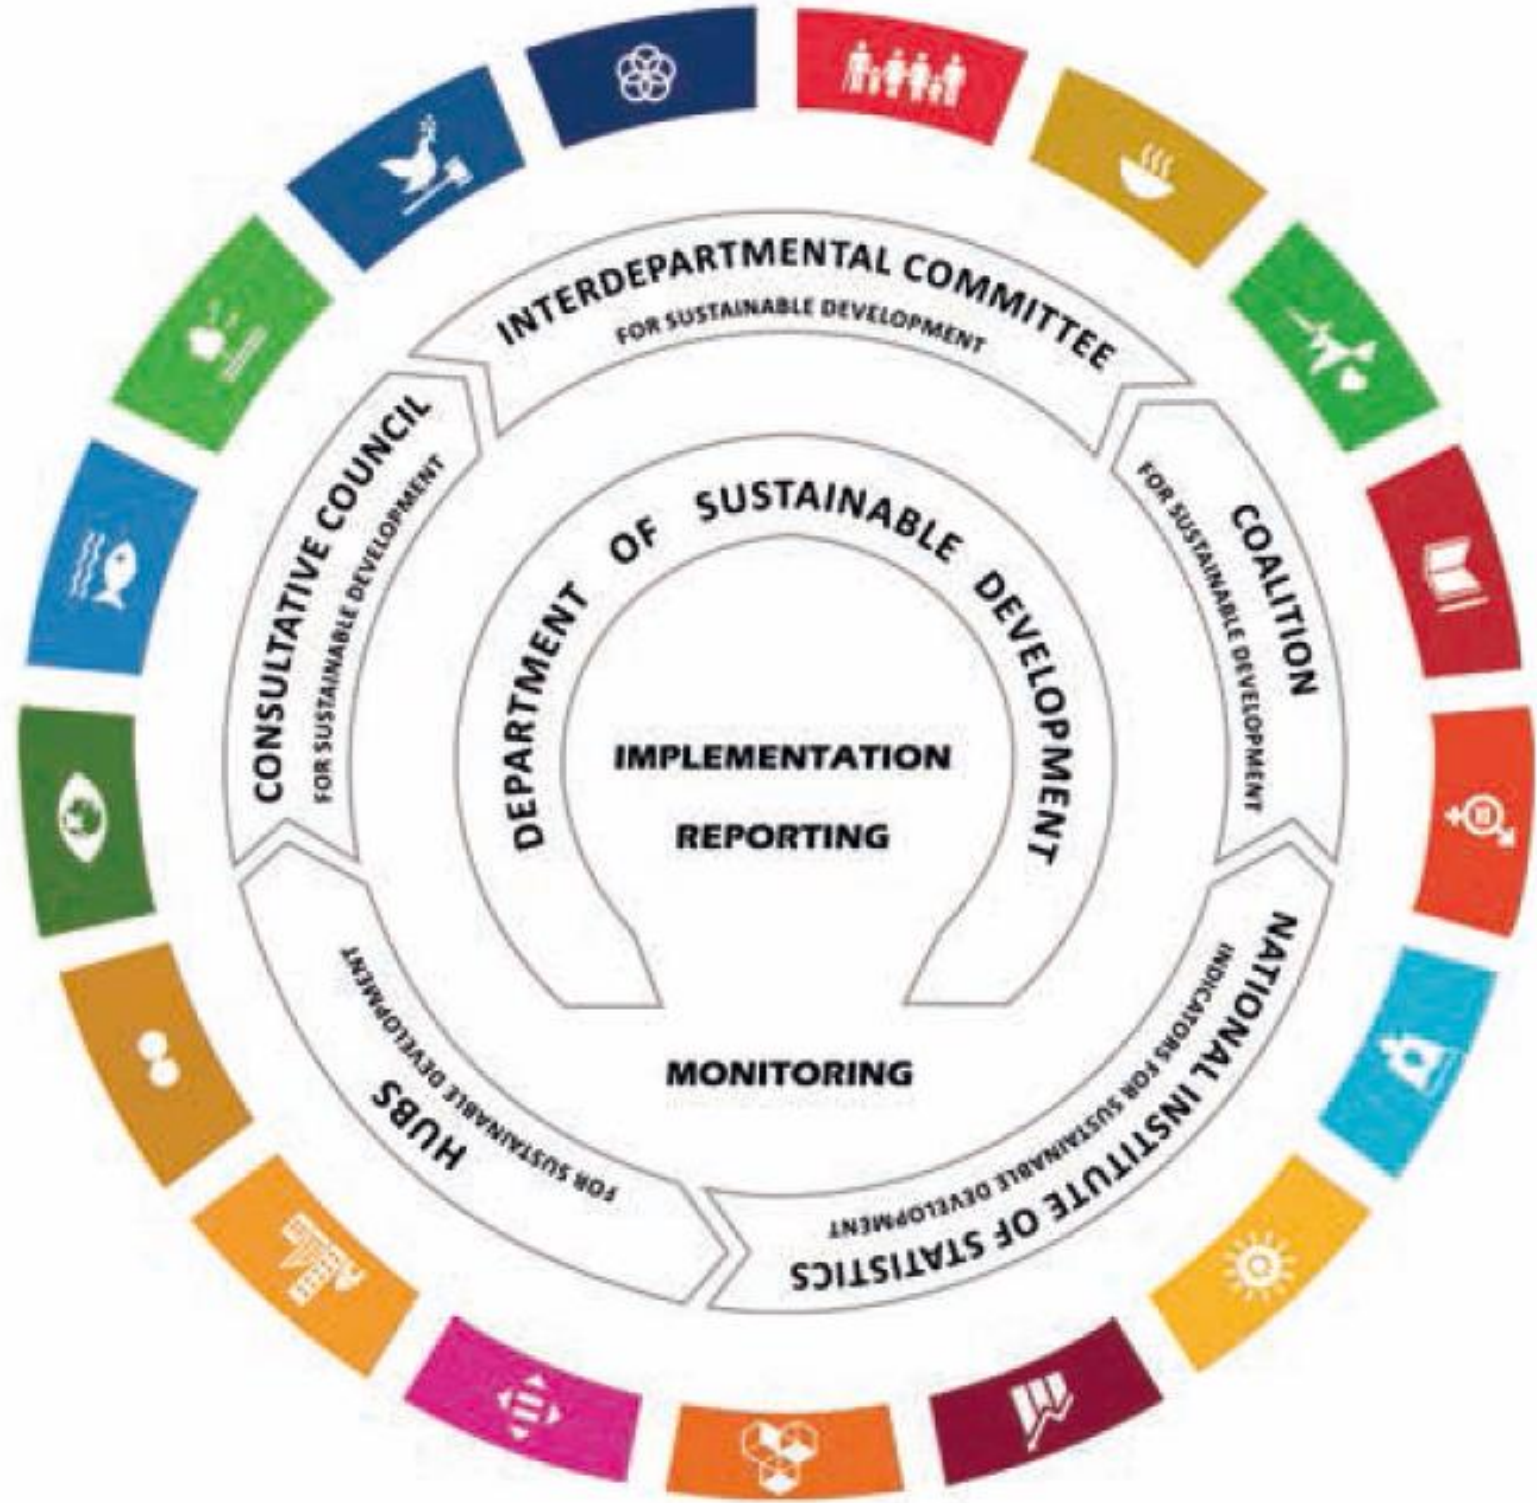 INTERDEPARTMENTAL COMMITTEE
FOR SUSTAINABLE DEVELOPMENT
COALITION
FOR SUSTAINABLE DEVELOPMENT
NATIONAL INSTITUTE OF STATISTICS
INDICATORS FOR SUSTAINABLE DEVELOPMENT
HUBS
FOR SUSTAINABLE DEVELOPMENT
CONSULTATIVE COUNCIL
FOR SUSTAINABLE DEVELOPMENT
DEPARTMENT OF SUSTAINABLE DEVELOPMENT
IMPLEMENTATION
REPORTING
MONITORING